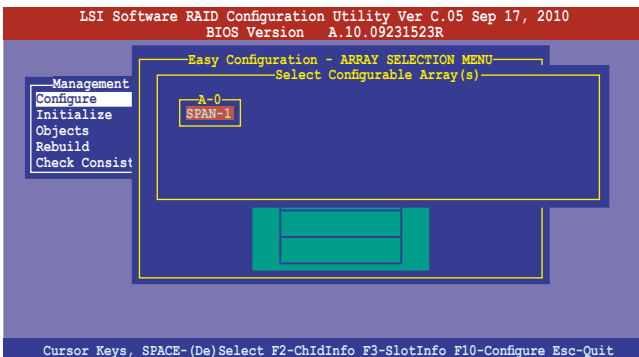 LSI Software RAID Configuration Utility Ver C.05 Sep 17, 2010
BIOS Version A.10.09231523R
Easy Configuration - ARRAY SELECTION MENU
Select Configurable Array(s)
Management
Configure
Initialize
Objects
Rebuild
Check Consist
A-0
SPAN-1
Cursor Keys, SPACE-(De)Select F2-ChIdInfo F3-SlotInfo F10-Configure Esc-Quit